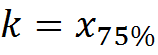 k = x₇₅%